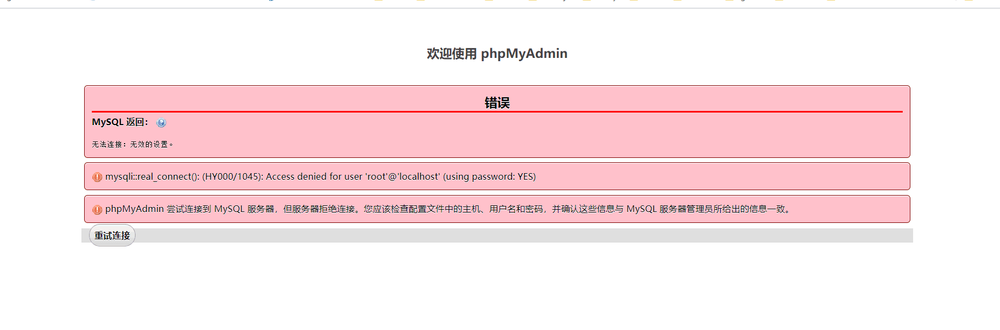 欢迎使用 phpMyAdmin
错误
MySQL 返回：
无法连接：无效的设置。
mysqli::real_connect(): (HY000/1045): Access denied for user 'root'@'localhost' (using password: YES)
phpMyAdmin 尝试连接到 MySQL 服务器，但服务器拒绝连接。您应该检查配置文件中的主机、用户名和密码，并确认这些信息与 MySQL 服务器管理员所给出的信息一致。
重试连接